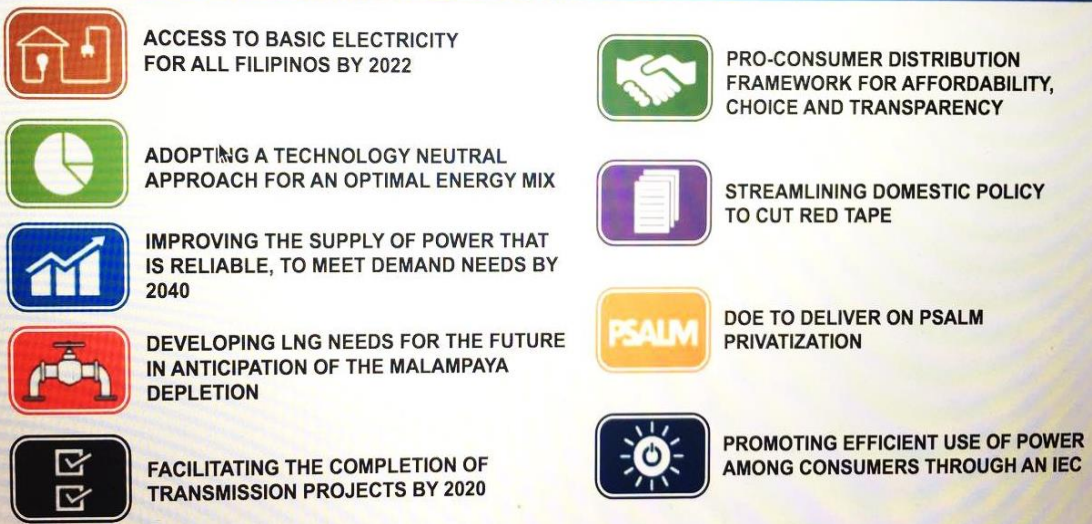 ACCESS TO BASIC ELECTRICITY
FOR ALL FILIPINOS BY 2022
ADOPTING A TECHNOLOGY NEUTRAL
APPROACH FOR AN OPTIMAL ENERGY MIX
IMPROVING THE SUPPLY OF POWER THAT
IS RELIABLE, TO MEET DEMAND NEEDS BY
2040
DEVELOPING LNG NEEDS FOR THE FUTURE
IN ANTICIPATION OF THE MALAMPAYA
DEPLETION
FACILITATING THE COMPLETION OF
TRANSMISSION PROJECTS BY 2020
PRO-CONSUMER DISTRIBUTION
FRAMEWORK FOR AFFORDABILITY,
CHOICE AND TRANSPARENCY
STREAMLINING DOMESTIC POLICY
TO CUT RED TAPE
PSALM
DOE TO DELIVER ON PSALM
PRIVATIZATION
PROMOTING EFFICIENT USE OF POWER
AMONG CONSUMERS THROUGH AN IEC